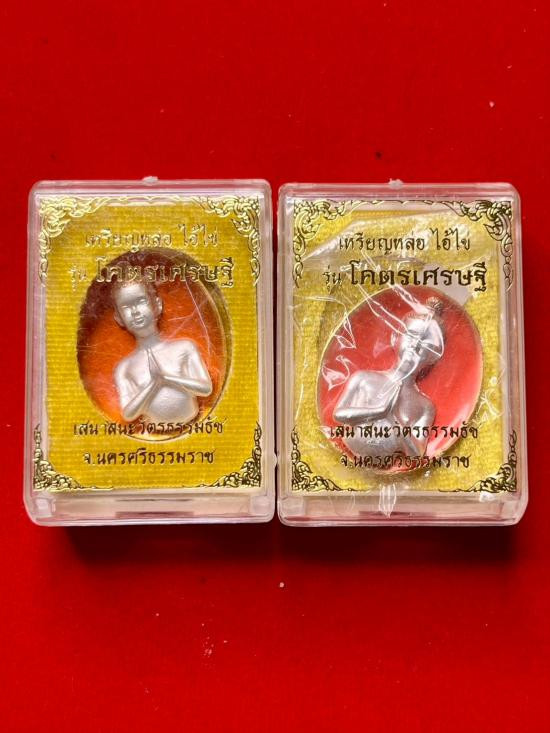 เหรียญหล่อ ไอ้ไข่
รุ่น โคตรเศรษฐี
เสนาสนะวัตรธรรมธัช
จ.นครศรีธรรมราช
เหรียญหล่อ ไอ้ไข่
รุ่น โคตรเศรษฐี
เสนาสนะวัตรธรรมธัช
จ.นครศรีธรรมราช